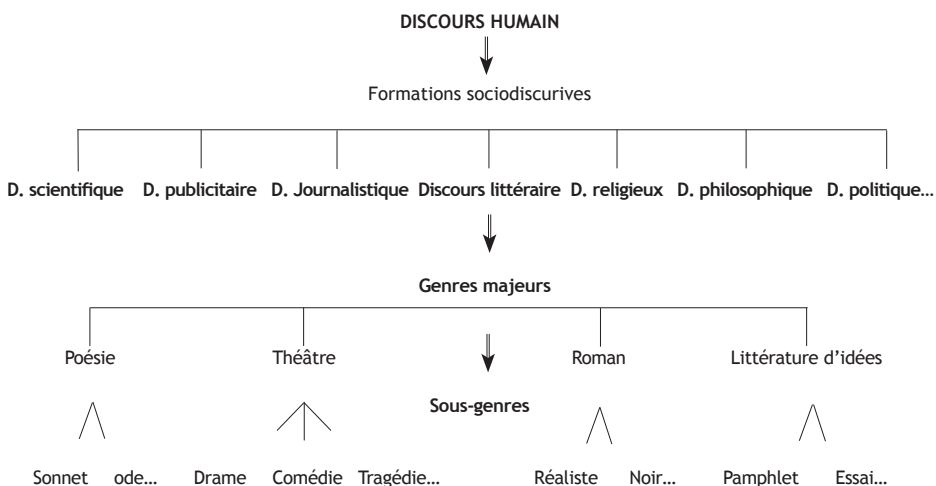 DISCOURS HUMAIN
Formations sociodiscurives
D. scientifique D. publicitaire D. Journalistique Discours littéraire D. religieux D. philosophique D. politique...
Genres majeurs
Poésie Théâtre Roman Littérature d'idées
Sous-genres
Sonnet ode... Drame Comédie Tragédie... Réaliste Noir... Pamphlet Essai...